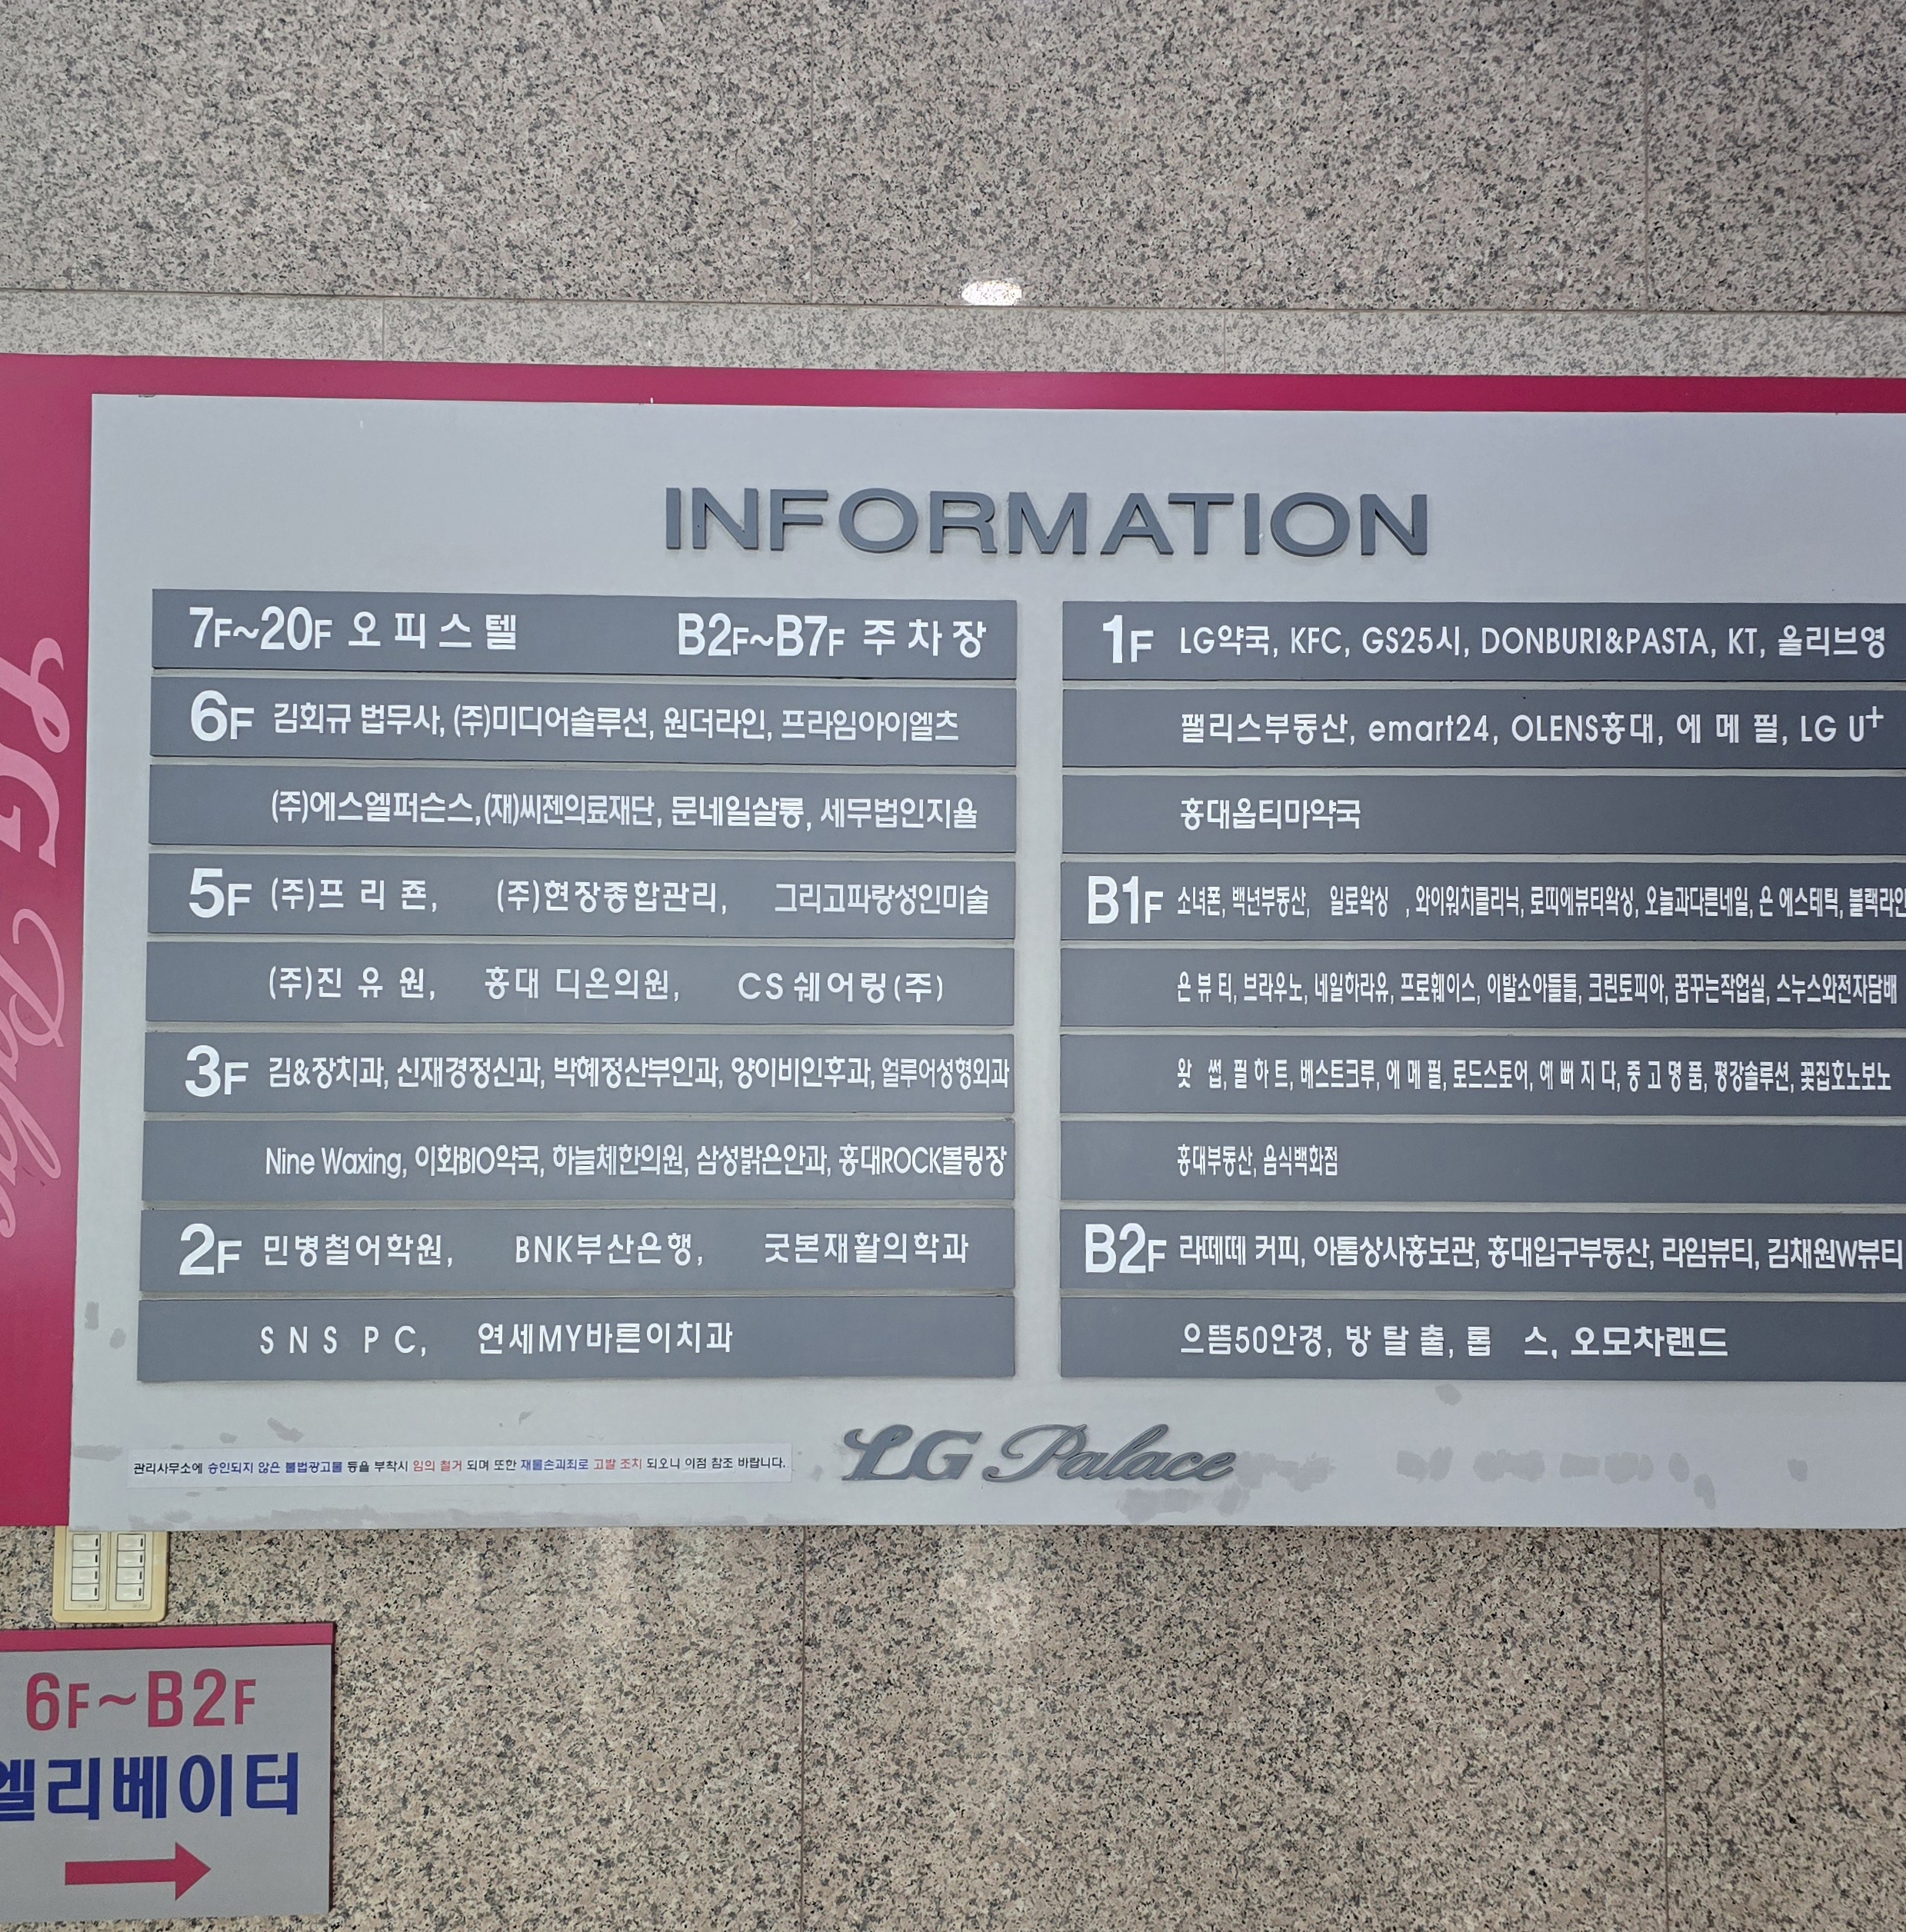 INFORMATION
7F~20F 오피스텔 B2F~B7F 주차장
6F 김회규 법무사, (주)미디어솔루션, 원더라인, 프라임아이엘츠
(주)에스엘퍼슨스, (재)씨젠의료재단, 문네일살롱, 세무법인지율
5F (주)프 리 죤, (주)현장종합관리, 그리고파랑성인미술
(주)진 유 원, 홍대 디온의원, CS 쉐어링(주)
3F 김&장치과, 신재경정신과, 박혜정산부인과, 양이비인후과, 얼루어성형외과
Nine Waxing, 이화BIO약국, 하늘체한의원, 삼성밝은안과, 홍대ROCK볼링장
2F 민병철어학원, BNK부산은행, 굿본재활의학과
SNS PC, 연세MY바른이치과
1F LG약국, KFC, GS25시, DONBURI&PASTA, KT, 올리브영
팰리스부동산, emart24, OLENS홍대, 에 메 필, LG U+
홍대옵티마약국
B1F 소녀폰, 백년부동산, 일로왁싱 , 와이워치클리닉, 로띠에뷰티왁싱, 오늘과다른네일, 은 에스테틱, 블랙라인
은 뷰 티, 브라우노, 네일하라유, 프로훼이스, 이발소아들들, 크린토피아, 꿈꾸는작업실, 스누스와전자담배
왓 썹, 필 하 트, 베스트크루, 에 메 필, 로드스토어, 예 뻐 지 다, 중 고 명 품, 평강솔루션, 꽃집호노보노
홍대부동산, 음식백화점
B2F 라떼떼 커피, 아톰상사홍보관, 홍대입구부동산, 라임뷰티, 김채원W뷰티
으뜸50안경, 방 탈 출, 롭 스, 오모차랜드
관리사무소에 승인되지 않은 불법광고물 등을 부착시 임의 철거 되며 또한 재물손괴죄로 고발 조치 되오니 이점 참조 바랍니다.
LG Palace
LG Palace
6F~B2F
엘리베이터